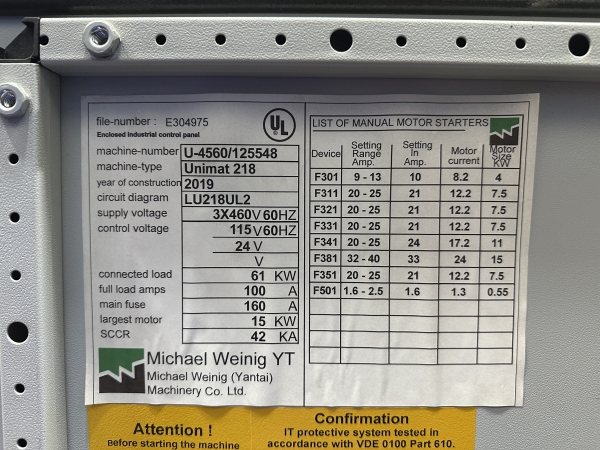 file-number : E304975
Enclosed industrial control panel
UL
machine-number U-4560/125548
machine-type Unimat 218
year of construction 2019
circuit diagram LU218UL2
supply voltage 3X460V 60HZ
control voltage 115V 60HZ
24 V
V
connected load 61 KW
full load amps 100 A
main fuse 160 A
largest motor 15 KW
SCCR 42 KA
Michael Weinig YT
Michael Weinig (Yantai)
Machinery Co. Ltd.
LIST OF MANUAL MOTOR STARTERS
Device Setting Range Amp. Setting In Amp. Motor current Motor Size KW
F301 9 - 13 10 8.2 4
F311 20 - 25 21 12.2 7.5
F321 20 - 25 21 12.2 7.5
F331 20 - 25 21 12.2 7.5
F341 20 - 25 24 17.2 11
F381 32 - 40 33 24 15
F351 20 - 25 21 12.2 7.5
F501 1.6 - 2.5 1.6 1.3 0.55
Attention !
Before starting the machine
Confirmation
IT protective system tested in
accordance with VDE 0100 Part 610.